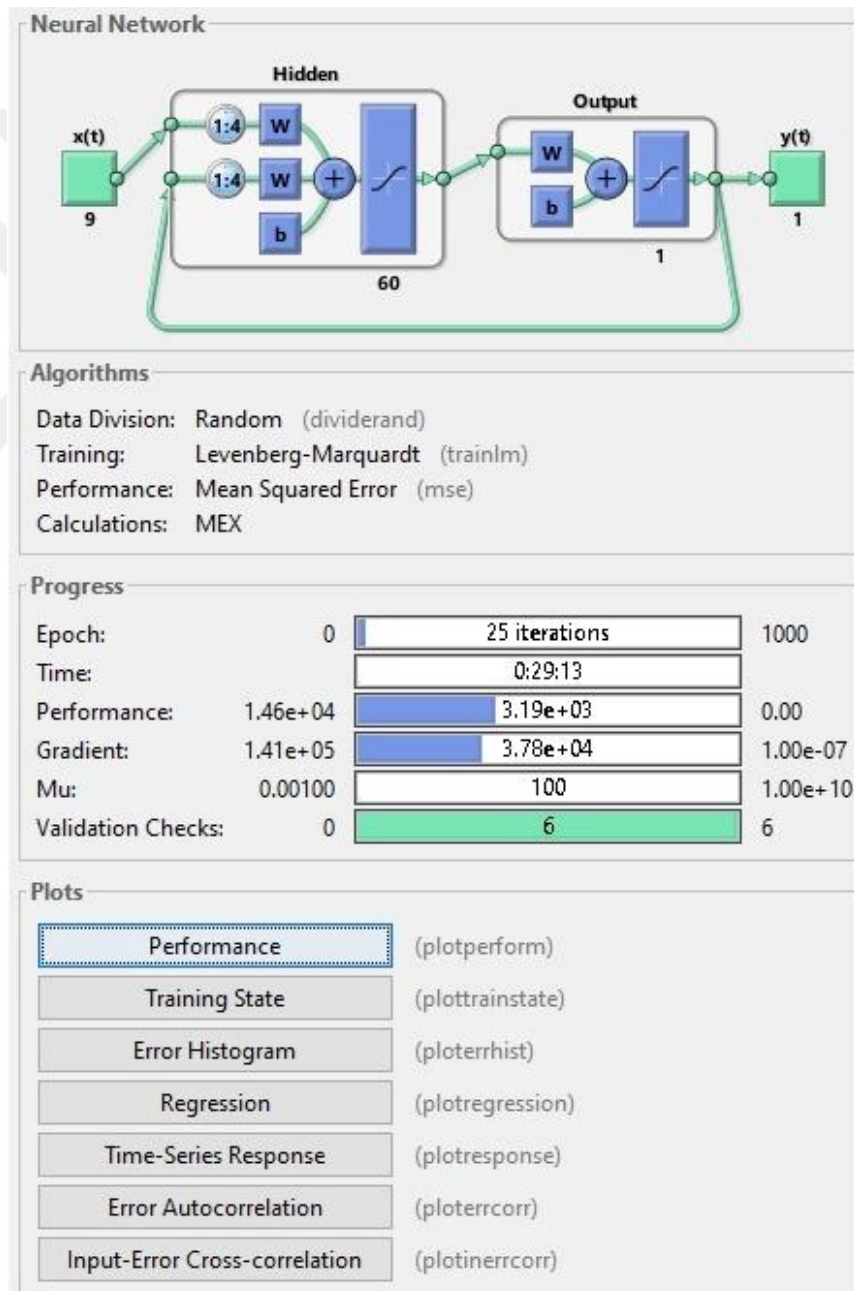 Neural Network
Hidden
Output
x(t)
1:4 W
W
y(t)
1:4 W
b
b
9
1
1
60
Algorithms
Data Division: Random (dividerand)
Training: Levenberg-Marquardt (trainlm)
Performance: Mean Squared Error (mse)
Calculations: MEX
Progress
Epoch: 0 25 iterations 1000
Time: 0:29:13
Performance: 1.46e+04 3.19e+03 0.00
Gradient: 1.41e+05 3.78e+04 1.00e-07
Mu: 0.00100 100 1.00e+10
Validation Checks: 0 6 6
Plots
Performance (plotperform)
Training State (plottrainstate)
Error Histogram (ploterrhist)
Regression (plotregression)
Time-Series Response (plotresponse)
Error Autocorrelation (ploterrcorr)
Input-Error Cross-correlation (plotinerrcorr)